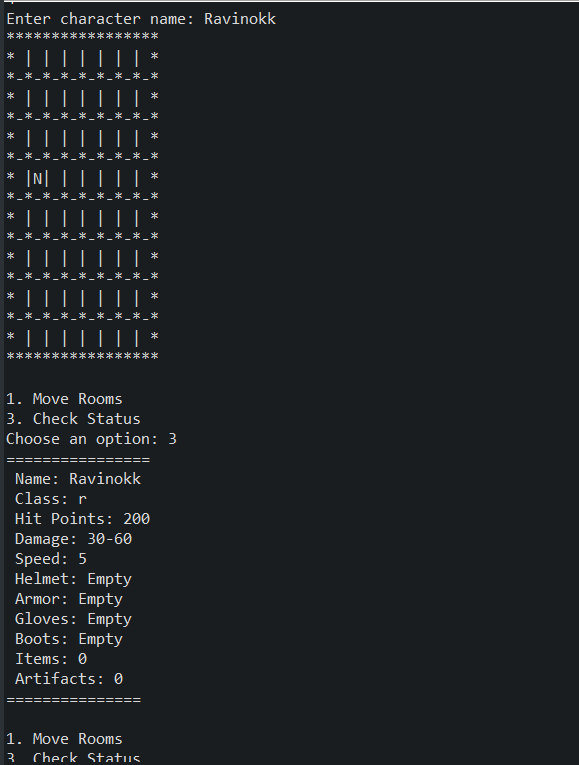 Enter character name: Ravinokk
*****************
* | | | | | | | *
*-*-*-*-*-*-*-*-*
* | | | | | | | *
*-*-*-*-*-*-*-*-*
* | | | | | | | *
*-*-*-*-*-*-*-*-*
* |N| | | | | | *
*-*-*-*-*-*-*-*-*
* | | | | | | | *
*-*-*-*-*-*-*-*-*
* | | | | | | | *
*-*-*-*-*-*-*-*-*
* | | | | | | | *
*-*-*-*-*-*-*-*-*
* | | | | | | | *
*****************
1. Move Rooms
3. Check Status
Choose an option: 3
================
Name: Ravinokk
Class: r
Hit Points: 200
Damage: 30-60
Speed: 5
Helmet: Empty
Armor: Empty
Gloves: Empty
Boots: Empty
Items: 0
Artifacts: 0
===============
1. Move Rooms
3. Check Status